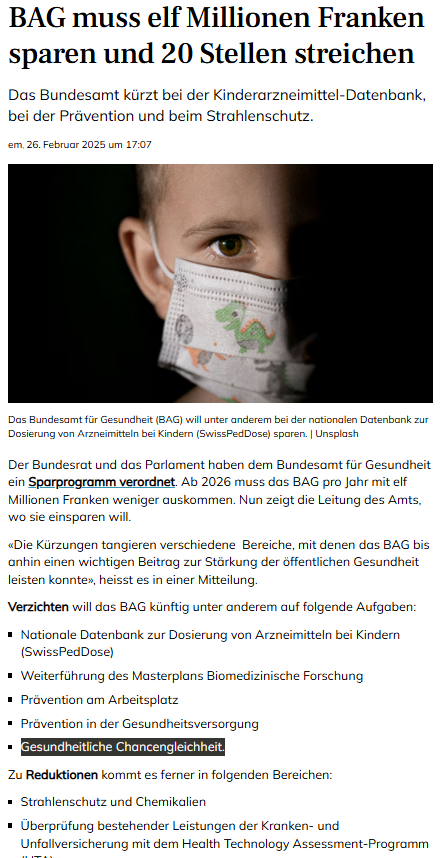 BAG muss elf Millionen Franken
sparen und 20 Stellen streichen
Das Bundesamt kürzt bei der Kinderarzneimittel-Datenbank,
bei der Prävention und beim Strahlenschutz.
em, 26. Februar 2025 um 17:07
Das Bundesamt für Gesundheit (BAG) will unter anderem bei der nationalen Datenbank zur
Dosierung von Arzneimitteln bei Kindern (SwissPedDose) sparen. | Unsplash
Der Bundesrat und das Parlament haben dem Bundesamt für Gesundheit
ein Sparprogramm verordnet. Ab 2026 muss das BAG pro Jahr mit elf
Millionen Franken weniger auskommen. Nun zeigt die Leitung des Amts,
wo sie einsparen will.
«Die Kürzungen tangieren verschiedene Bereiche, mit denen das BAG bis
anhin einen wichtigen Beitrag zur Stärkung der öffentlichen Gesundheit
leisten konnte», heisst es in einer Mitteilung.
Verzichten will das BAG künftig unter anderem auf folgende Aufgaben:
Nationale Datenbank zur Dosierung von Arzneimitteln bei Kindern
(SwissPedDose)
Weiterführung des Masterplans Biomedizinische Forschung
Prävention am Arbeitsplatz
Prävention in der Gesundheitsversorgung
Gesundheitliche Chancengleichheit.
Zu Reduktionen kommt es ferner in folgenden Bereichen:
Strahlenschutz und Chemikalien
Überprüfung bestehender Leistungen der Kranken- und
Unfallversicherung mit dem Health Technology Assessment-Programm